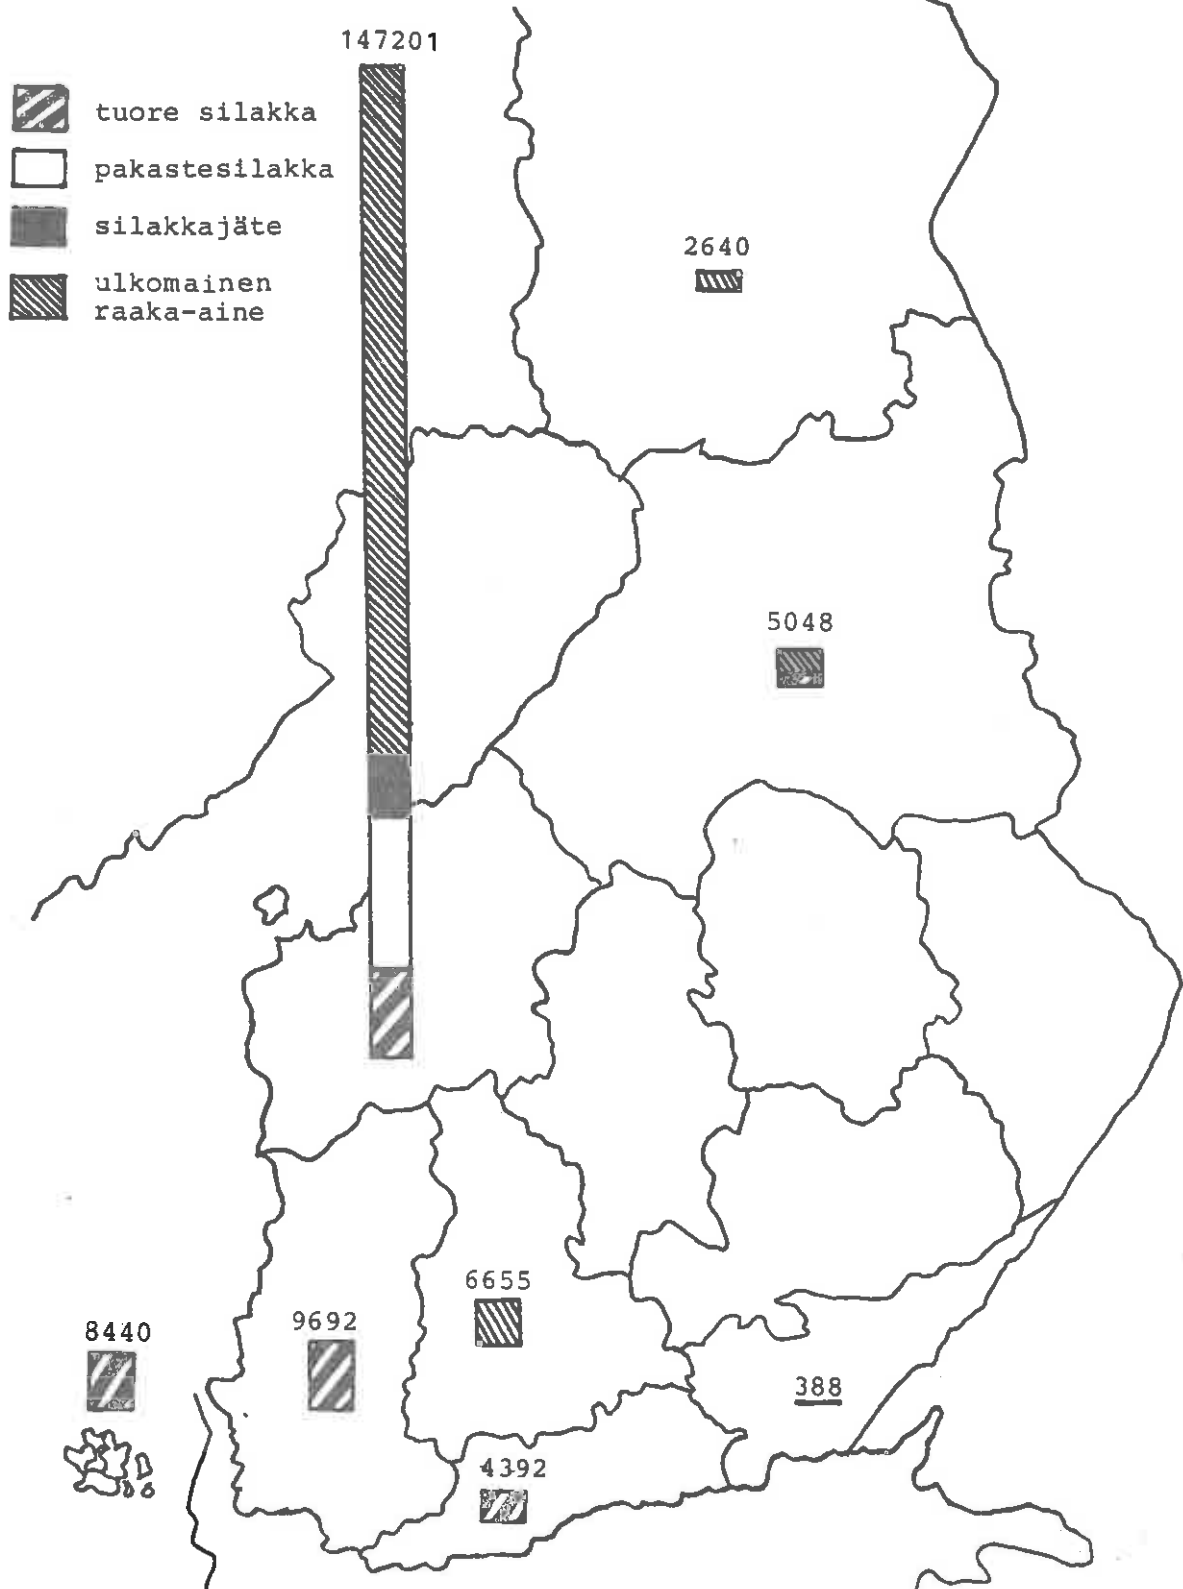 147201
tuore silakka
pakastesilakka
silakkajäte
ulkomainen
raaka-aine
2640
5048
6655
8440
9692
388
4392